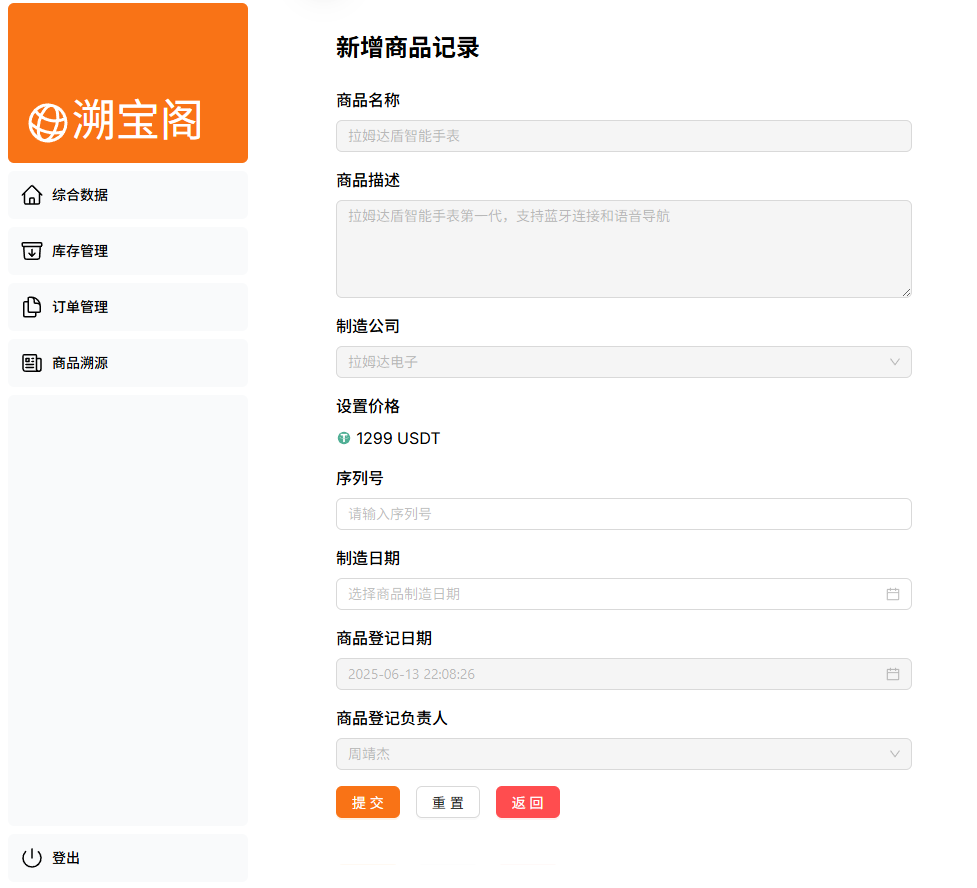 溯宝阁
综合数据
库存管理
订单管理
商品溯源
登出
新增商品记录
商品名称
拉姆达盾智能手表
商品描述
拉姆达盾智能手表第一代，支持蓝牙连接和语音导航
制造公司
拉姆达电子
设置价格
1299 USDT
序列号
请输入序列号
制造日期
选择商品制造日期
商品登记日期
2025-06-13 22:08:26
商品登记负责人
周靖杰
提 交 重 置 返 回